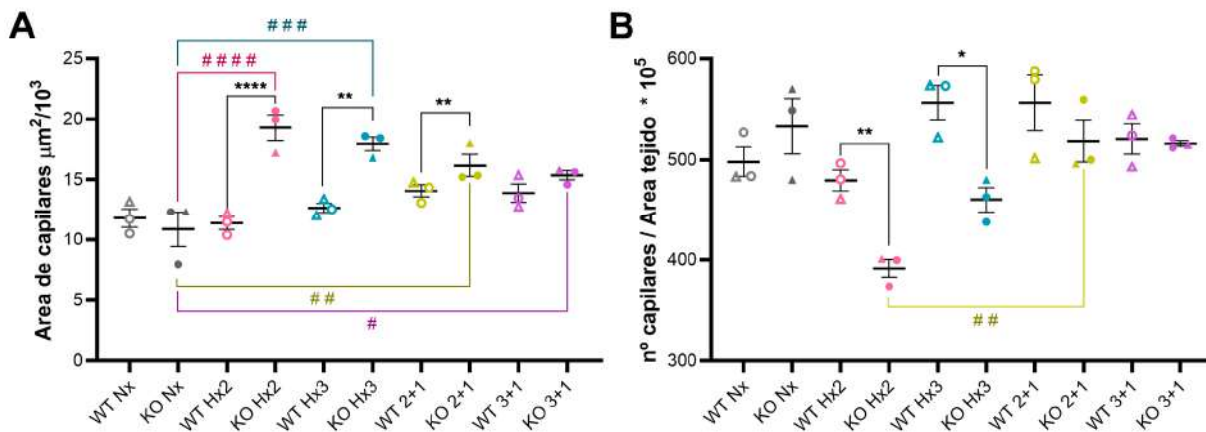 A
Area de capilares μm²/10³
25
20
15
10
5
0
# # #
# # # #
****
**
**
# #
#
WT Nx
KO Nx
WT Hx2
KO Hx2
WT Hx3
KO Hx3
WT 2+1
KO 2+1
WT 3+1
KO 3+1
B
nº capilares / Area tejido * 10⁵
600
500
400
300
**
*
# #
WT Nx
KO Nx
WT Hx2
KO Hx2
WT Hx3
KO Hx3
WT 2+1
KO 2+1
WT 3+1
KO 3+1